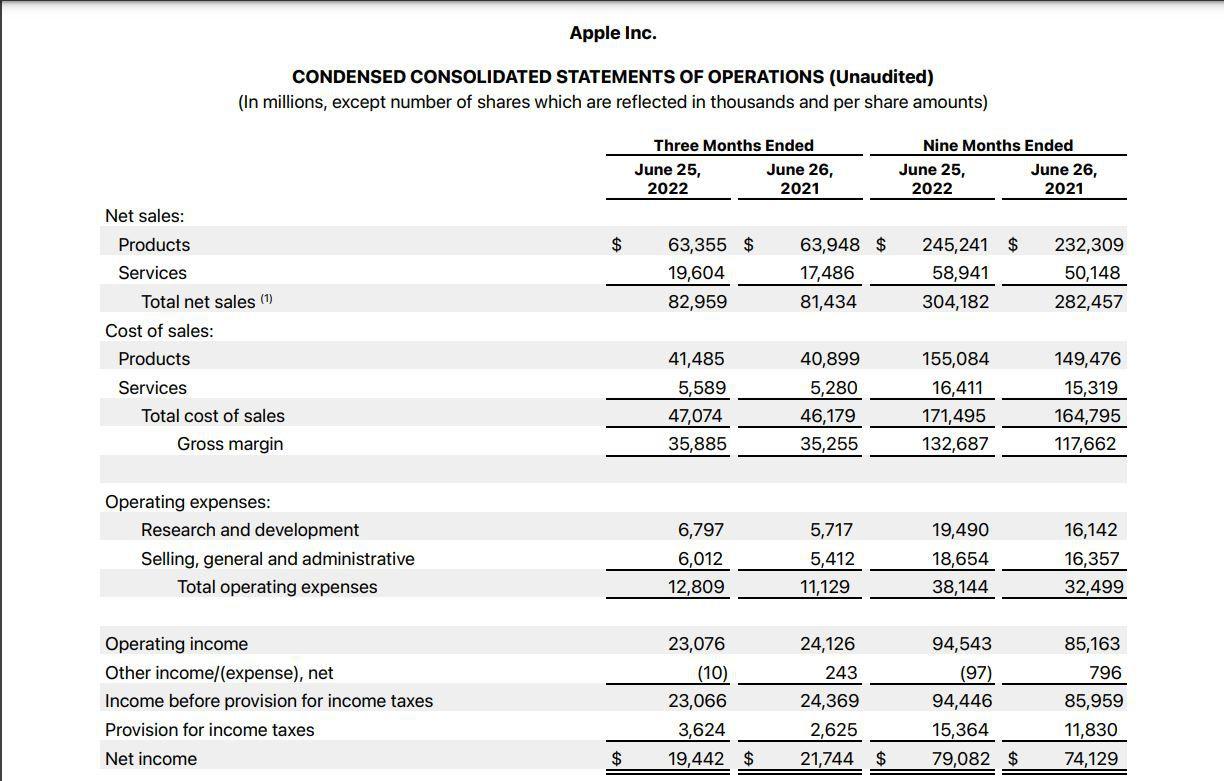 Apple Inc.
CONDENSED CONSOLIDATED STATEMENTS OF OPERATIONS (Unaudited)
(In millions, except number of shares which are reflected in thousands and per share amounts)
Three Months Ended Nine Months Ended
June 25, 2022 June 26, 2021 June 25, 2022 June 26, 2021
Net sales:
Products $ 63,355 $ 63,948 $ 245,241 $ 232,309
Services 19,604 17,486 58,941 50,148
Total net sales (1) 82,959 81,434 304,182 282,457
Cost of sales:
Products 41,485 40,899 155,084 149,476
Services 5,589 5,280 16,411 15,319
Total cost of sales 47,074 46,179 171,495 164,795
Gross margin 35,885 35,255 132,687 117,662
Operating expenses:
Research and development 6,797 5,717 19,490 16,142
Selling, general and administrative 6,012 5,412 18,654 16,357
Total operating expenses 12,809 11,129 38,144 32,499
Operating income 23,076 24,126 94,543 85,163
Other income/(expense), net (10) 243 (97) 796
Income before provision for income taxes 23,066 24,369 94,446 85,959
Provision for income taxes 3,624 2,625 15,364 11,830
Net income $ 19,442 $ 21,744 $ 79,082 $ 74,129